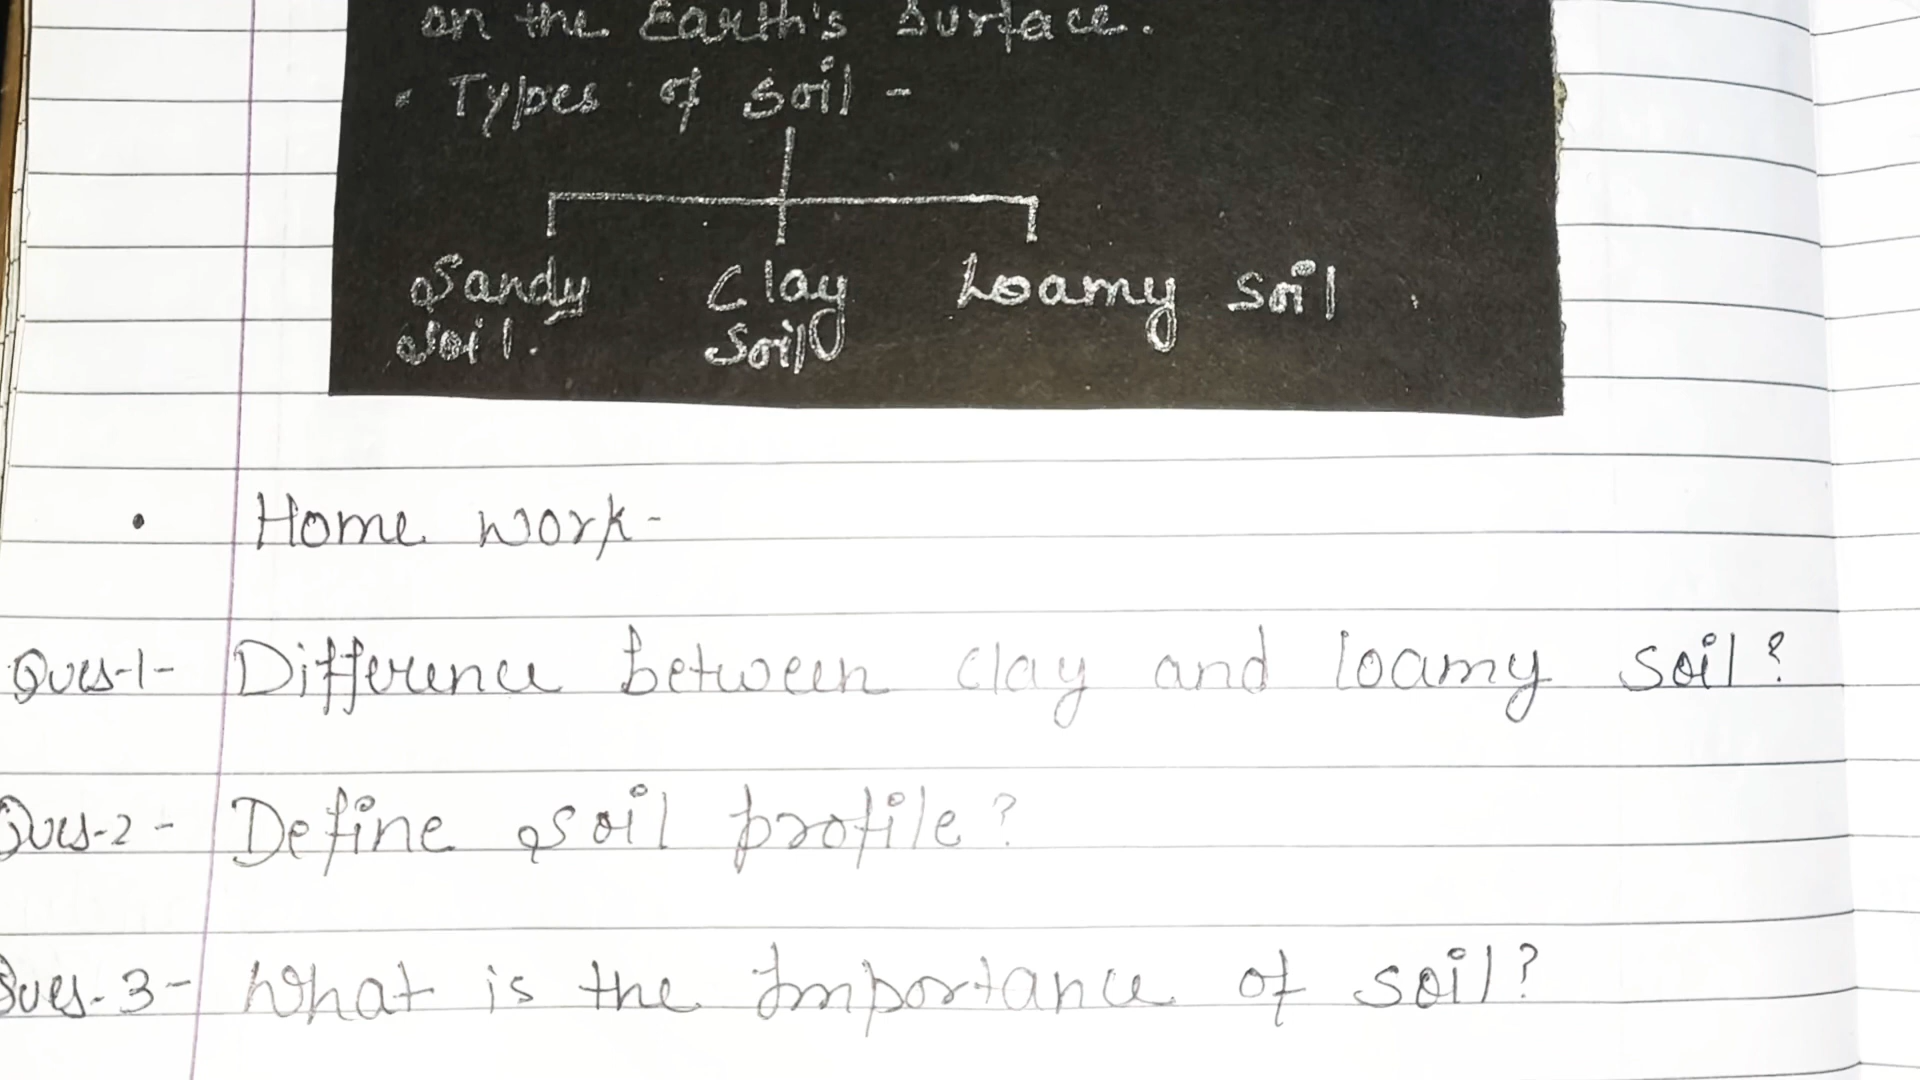 on the Earth's surface.
• Types of soil -
Sandy soil.
Clay soil
Loamy soil
• Home work-
Ques-1- Difference between clay and loamy soil?
Ques-2- Define soil profile?
Ques-3- What is the Importance of soil?